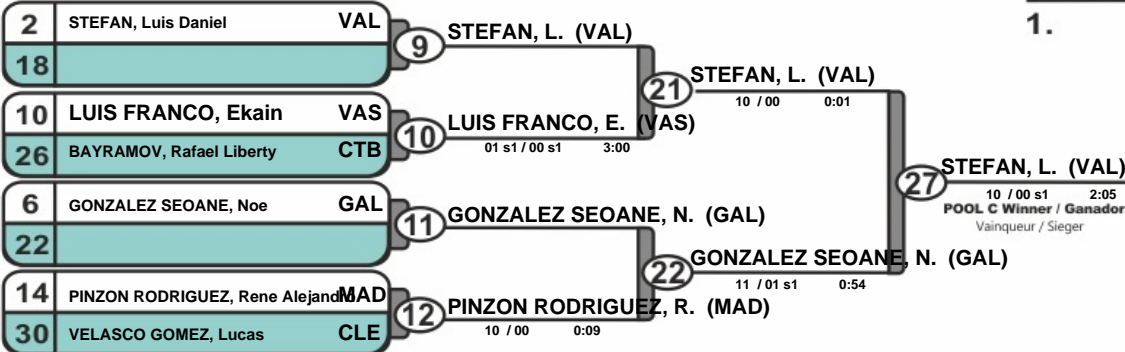 2 STEFAN, Luis Daniel VAL
18
10 LUIS FRANCO, Ekain VAS
26 BAYRAMOV, Rafael Liberty CTB
6 GONZALEZ SEOANE, Noe GAL
22
14 PINZON RODRIGUEZ, Rene Alejandro MAD
30 VELASCO GOMEZ, Lucas CLE
9 STEFAN, L. (VAL)
10 LUIS FRANCO, E. (VAS)
01 s1 / 00 s1 3:00
11 GONZALEZ SEOANE, N. (GAL)
12 PINZON RODRIGUEZ, R. (MAD)
10 / 00 0:09
21 STEFAN, L. (VAL)
10 / 00 0:01
22 GONZALEZ SEOANE, N. (GAL)
11 / 01 s1 0:54
27 STEFAN, L. (VAL)
10 / 00 s1 2:05
POOL C Winner / Ganador
Vainqueur / Sieger
1.